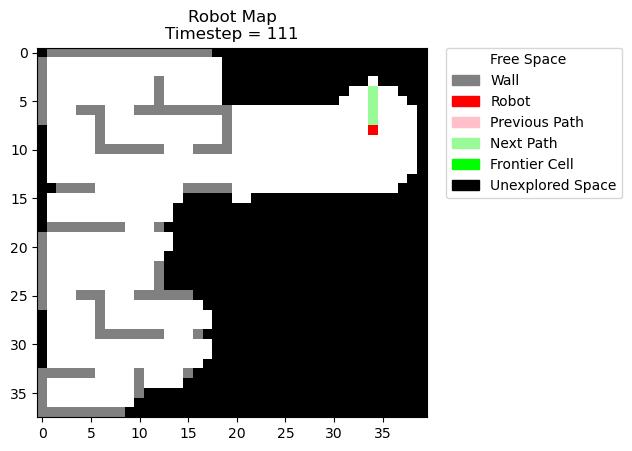 Robot Map
Timestep = 111
0
5
10
15
20
25
30
35
0
5
10
15
20
25
30
35
Free Space
Wall
Robot
Previous Path
Next Path
Frontier Cell
Unexplored Space